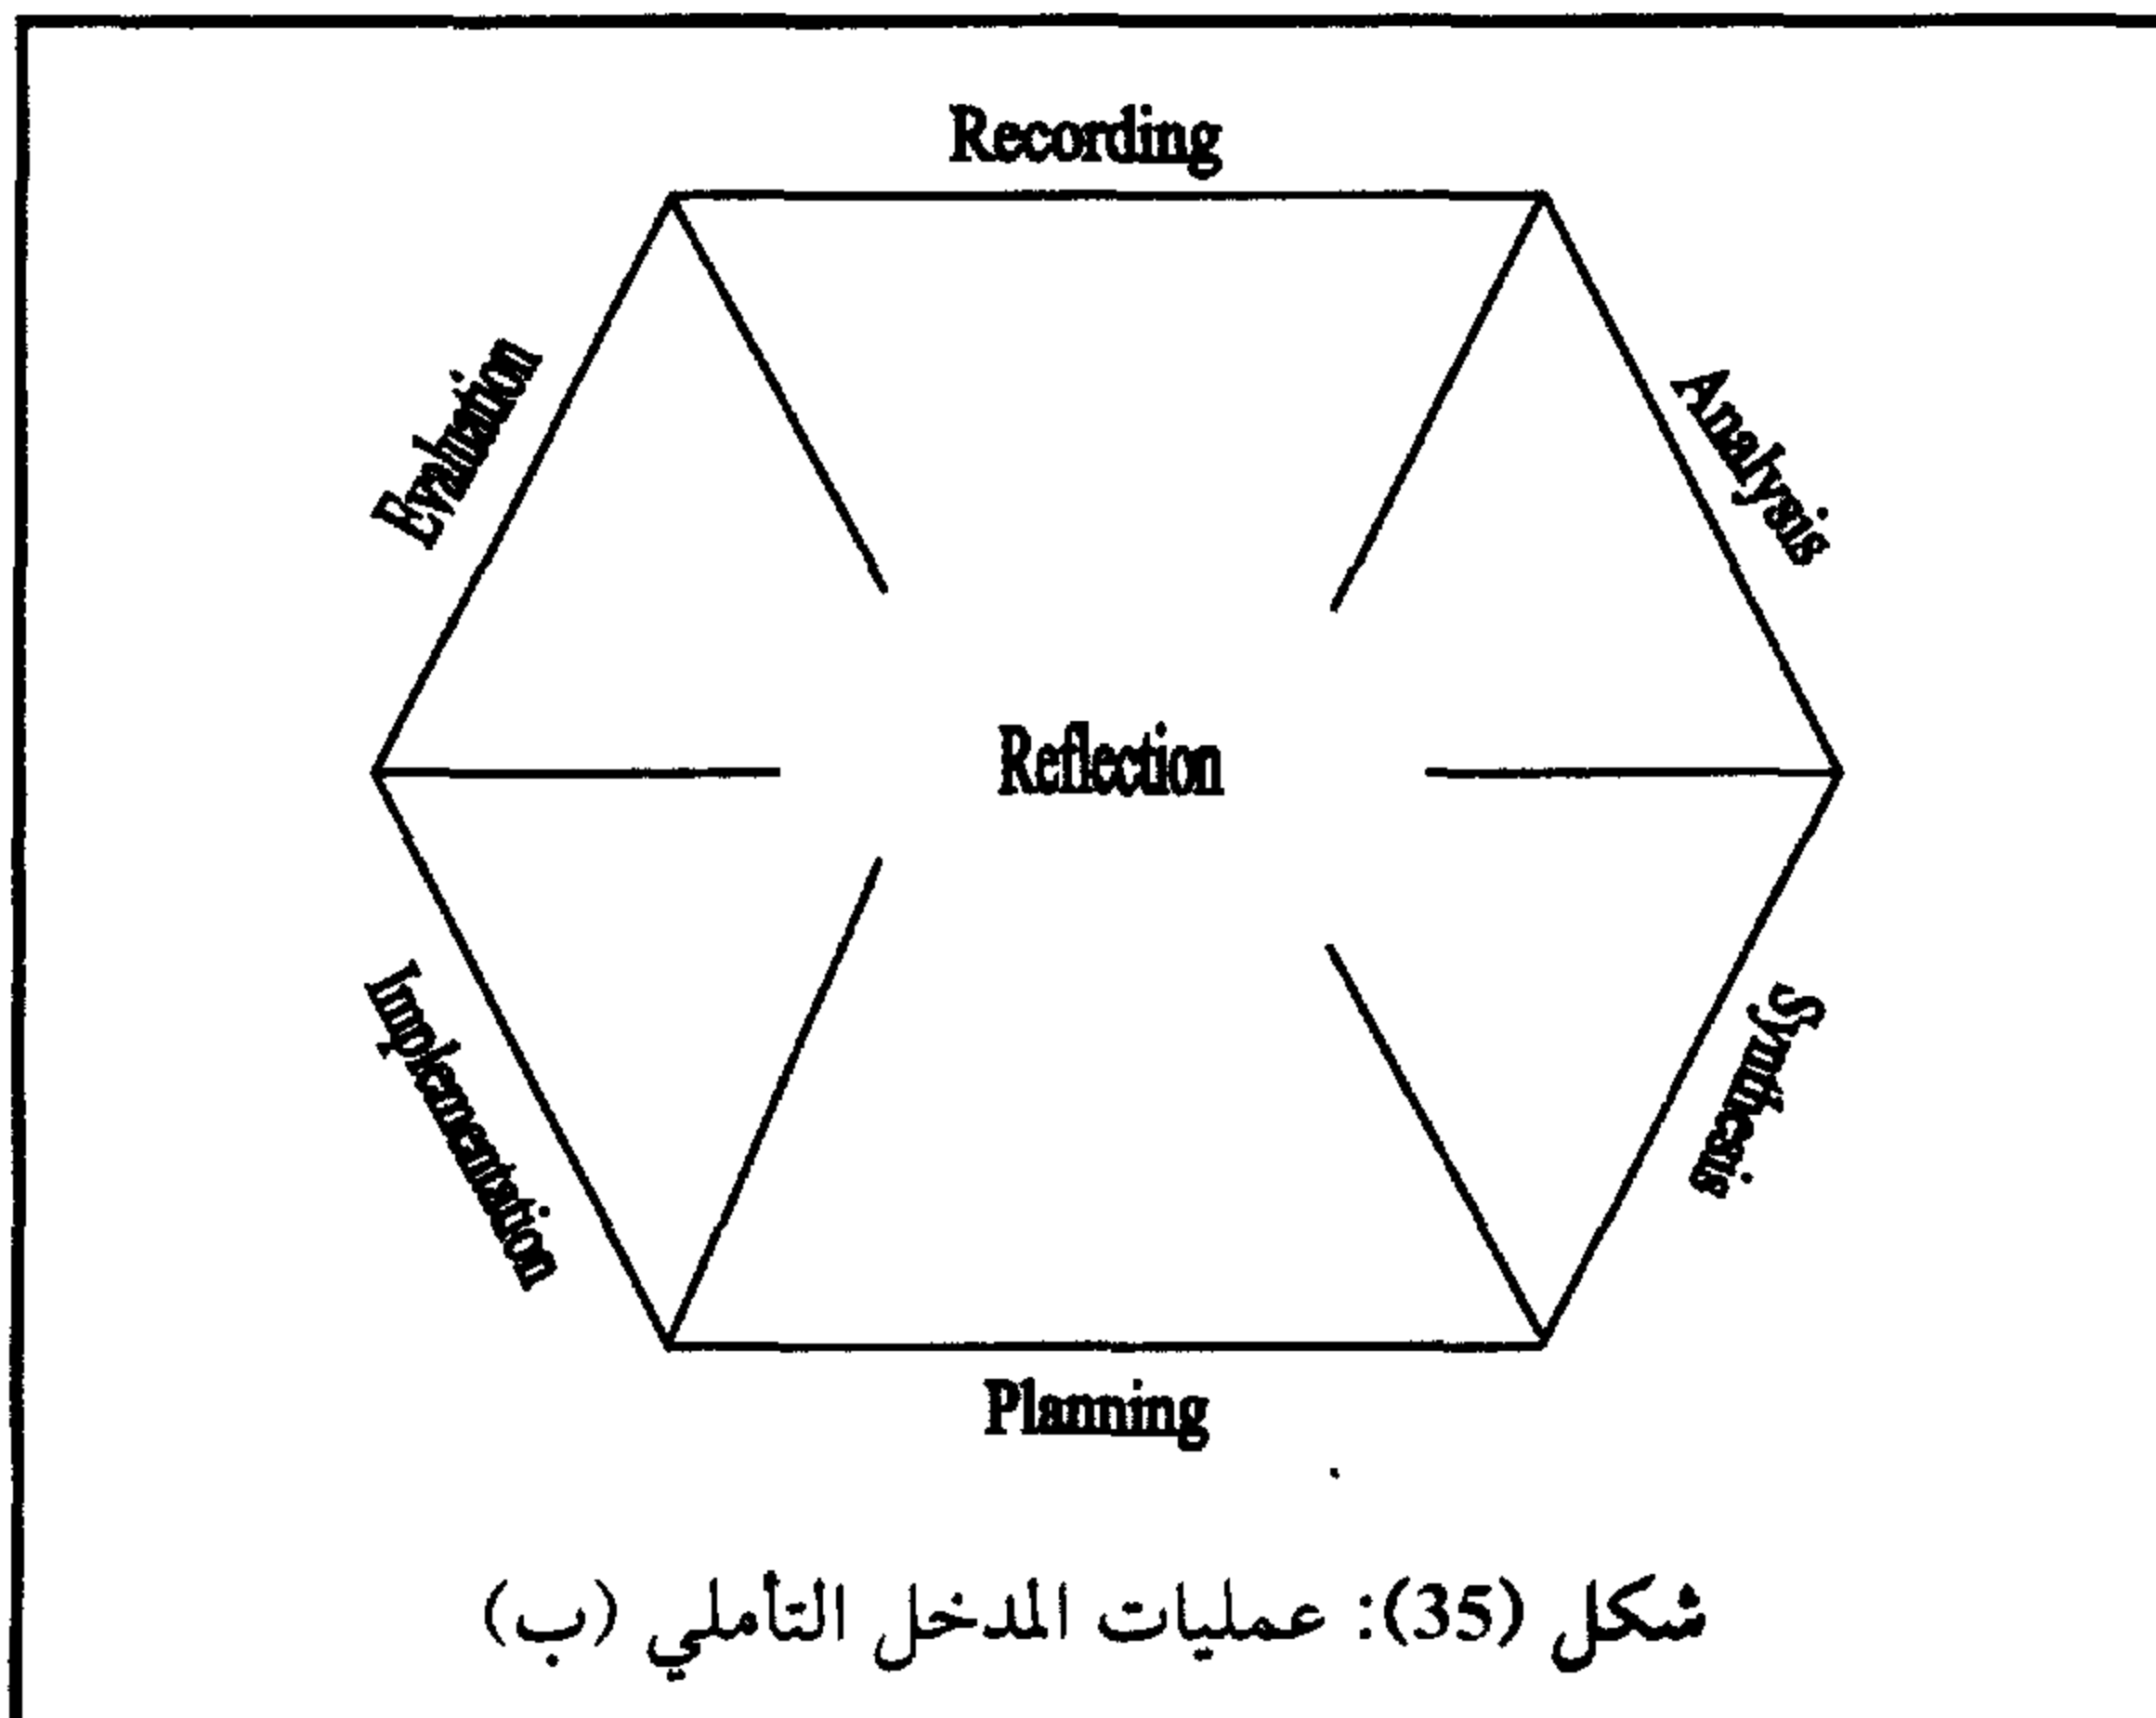 Recording
Evaluation
Analysis
Reflection
Implementation
Synthesis
Planning
شكل (35): عمليات المدخل التأملي (ب)